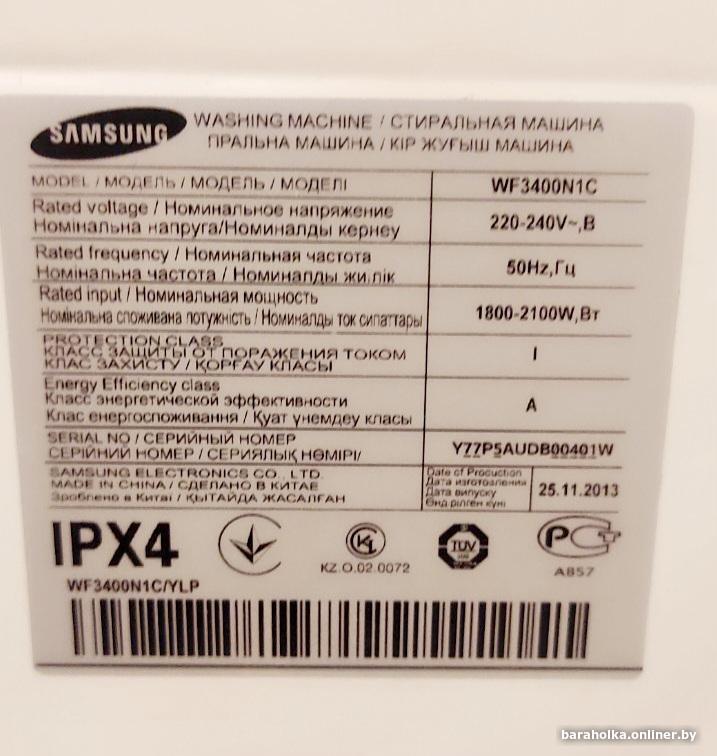 SAMSUNG
WASHING MACHINE / СТИРАЛЬНАЯ МАШИНА
ПРАЛЬНА МАШИНА / КІР ЖУҒЫШ МАШИНА
MODEL / МОДЕЛЬ / МОДЕЛЬ / МОДЕЛІ
WF3400N1C
Rated voltage / Номинальное напряжение
Номінальна напруга/Номиналды кернеу
220-240V~,В
Rated frequency / Номинальная частота
Номінальна частота / Номиналды жиілік
50Hz,Гц
Rated input / Номинальная мощность
Номінальна споживана потужність / Номиналды ток сипаттары
1800-2100W,Вт
PROTECTION CLASS
КЛАСС ЗАЩИТЫ ОТ ПОРАЖЕНИЯ ТОКОМ
КЛАС ЗАХИСТУ / ҚОРҒАУ КЛАСЫ
I
Energy Efficiency class
Класс энергетической эффективности
Клас енергоспоживання / Қуат үнемдеу класы
A
SERIAL NO / СЕРИЙНЫЙ НОМЕР
СЕРІЙНИЙ НОМЕР / СЕРИЯЛЫҚ НӨМІРІ/
Y77P5AUDB00401W
SAMSUNG ELECTRONICS CO., LTD.
MADE IN CHINA / СДЕЛАНО В КИТАЕ
Зроблено в Китаї / ҚЫТАЙДА ЖАСАЛҒАН
Date of Production
Дата изготовления
Дата випуску
Өндірілген күні
25.11.2013
IPX4
KZ.O.02.0072
TÜV
АВ57
WF3400N1C/YLP
baraholka.onliner.by